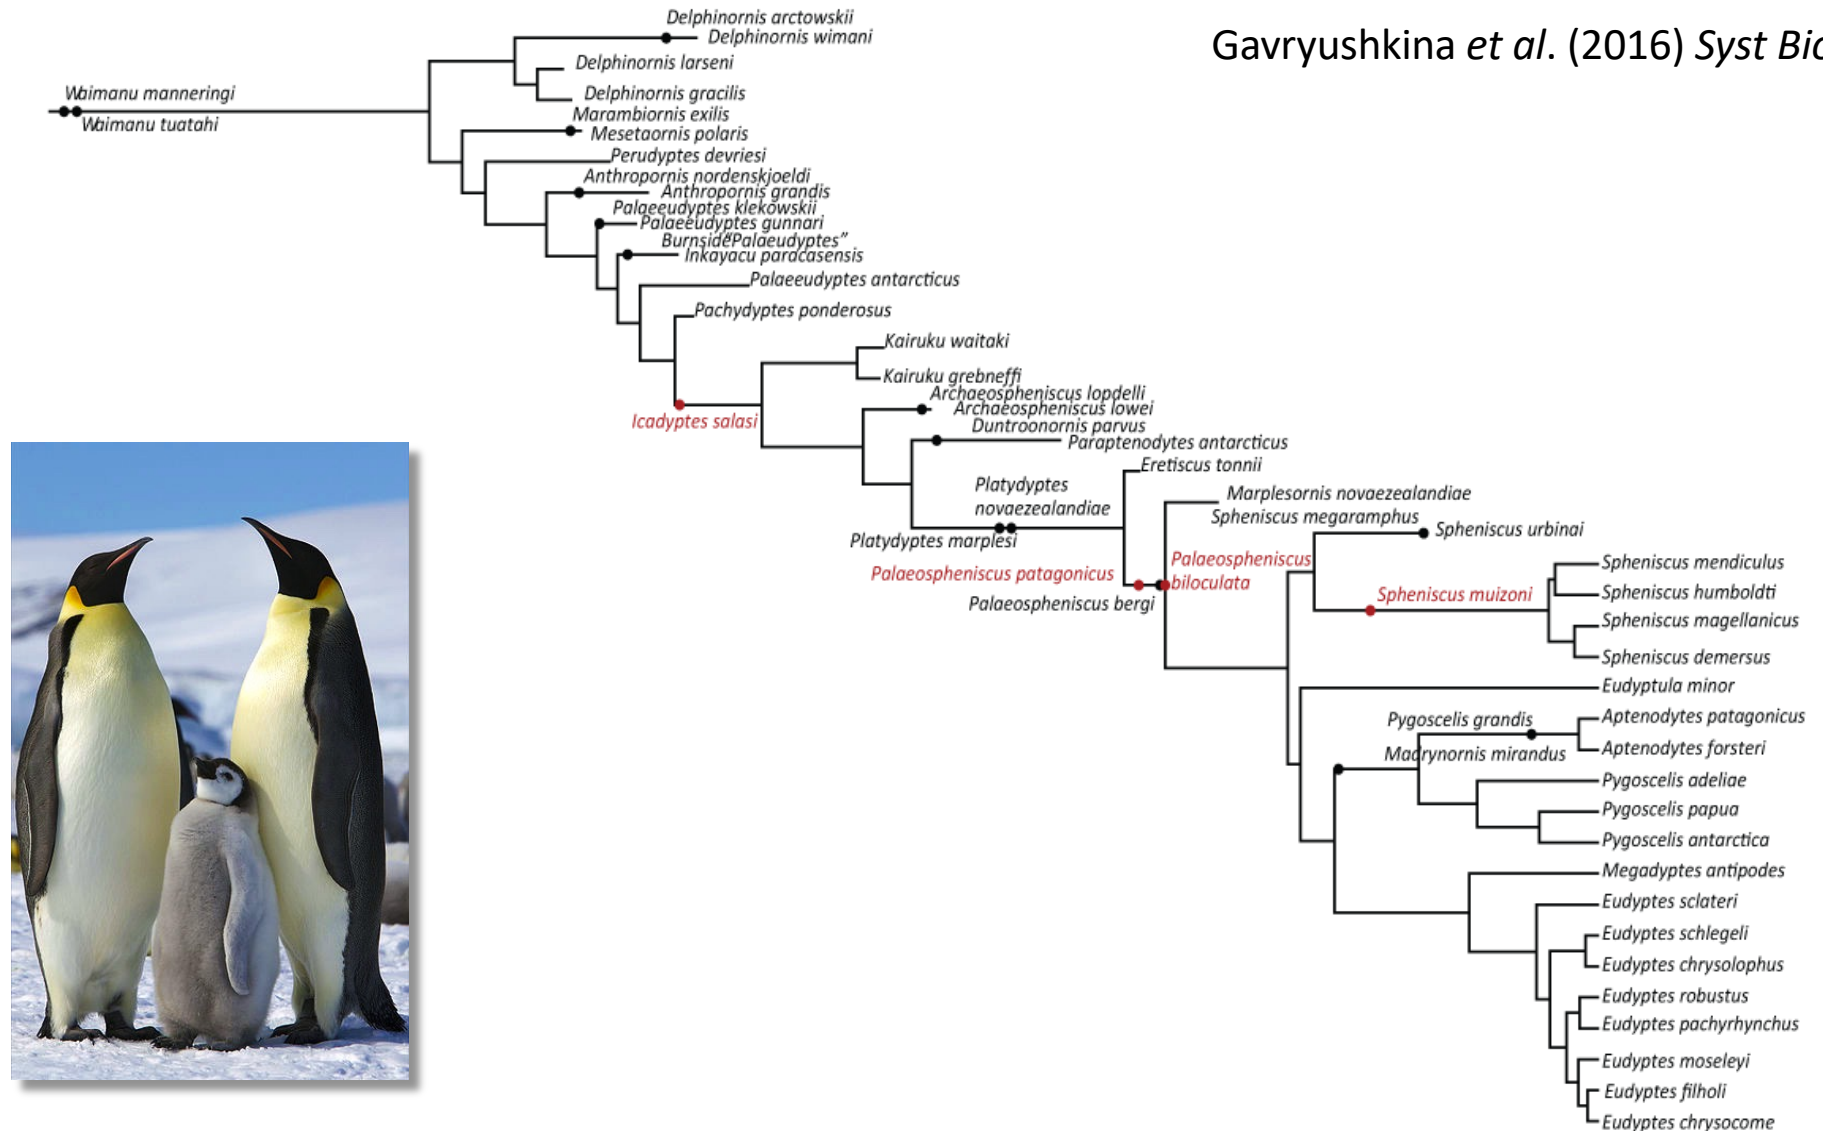 Gavryushkina et al. (2016) Syst Bio
Delphinornis arctowskii
Delphinornis wimani
Delphinornis larseni
Delphinornis gracilis
Waimanu manneringi
Waimanu tuatahi
Marambiornis exilis
Mesetaornis polaris
Perudyptes devriesi
Anthropornis nordenskjoeldi
Anthropornis grandis
Palaeeudyptes klekowskii
Palaeeudyptes gunnari
Burnside"Palaeudyptes"
Inkayacu paracasensis
Palaeeudyptes antarcticus
Pachydyptes ponderosus
Kairuku waitaki
Kairuku grebneffi
Icadyptes salasi
Archaeospheniscus lopdelli
Archaeospheniscus lowei
Duntroonornis parvus
Paraptenodytes antarcticus
Eretiscus tonnii
Platydyptes
novaezealandiae
Platydyptes marplesi
Marplesornis novaezealandiae
Spheniscus megaramphus
Spheniscus urbinai
Palaeospheniscus patagonicus
Palaeospheniscus
biloculata
Palaeospheniscus bergi
Spheniscus muizoni
Spheniscus mendiculus
Spheniscus humboldti
Spheniscus magellanicus
Spheniscus demersus
Eudyptula minor
Pygoscelis grandis
Aptenodytes patagonicus
Madrynornis mirandus
Aptenodytes forsteri
Pygoscelis adeliae
Pygoscelis papua
Pygoscelis antarctica
Megadyptes antipodes
Eudyptes sclateri
Eudyptes schlegeli
Eudyptes chrysolophus
Eudyptes robustus
Eudyptes pachyrhynchus
Eudyptes moseleyi
Eudyptes filholi
Eudyptes chrysocome